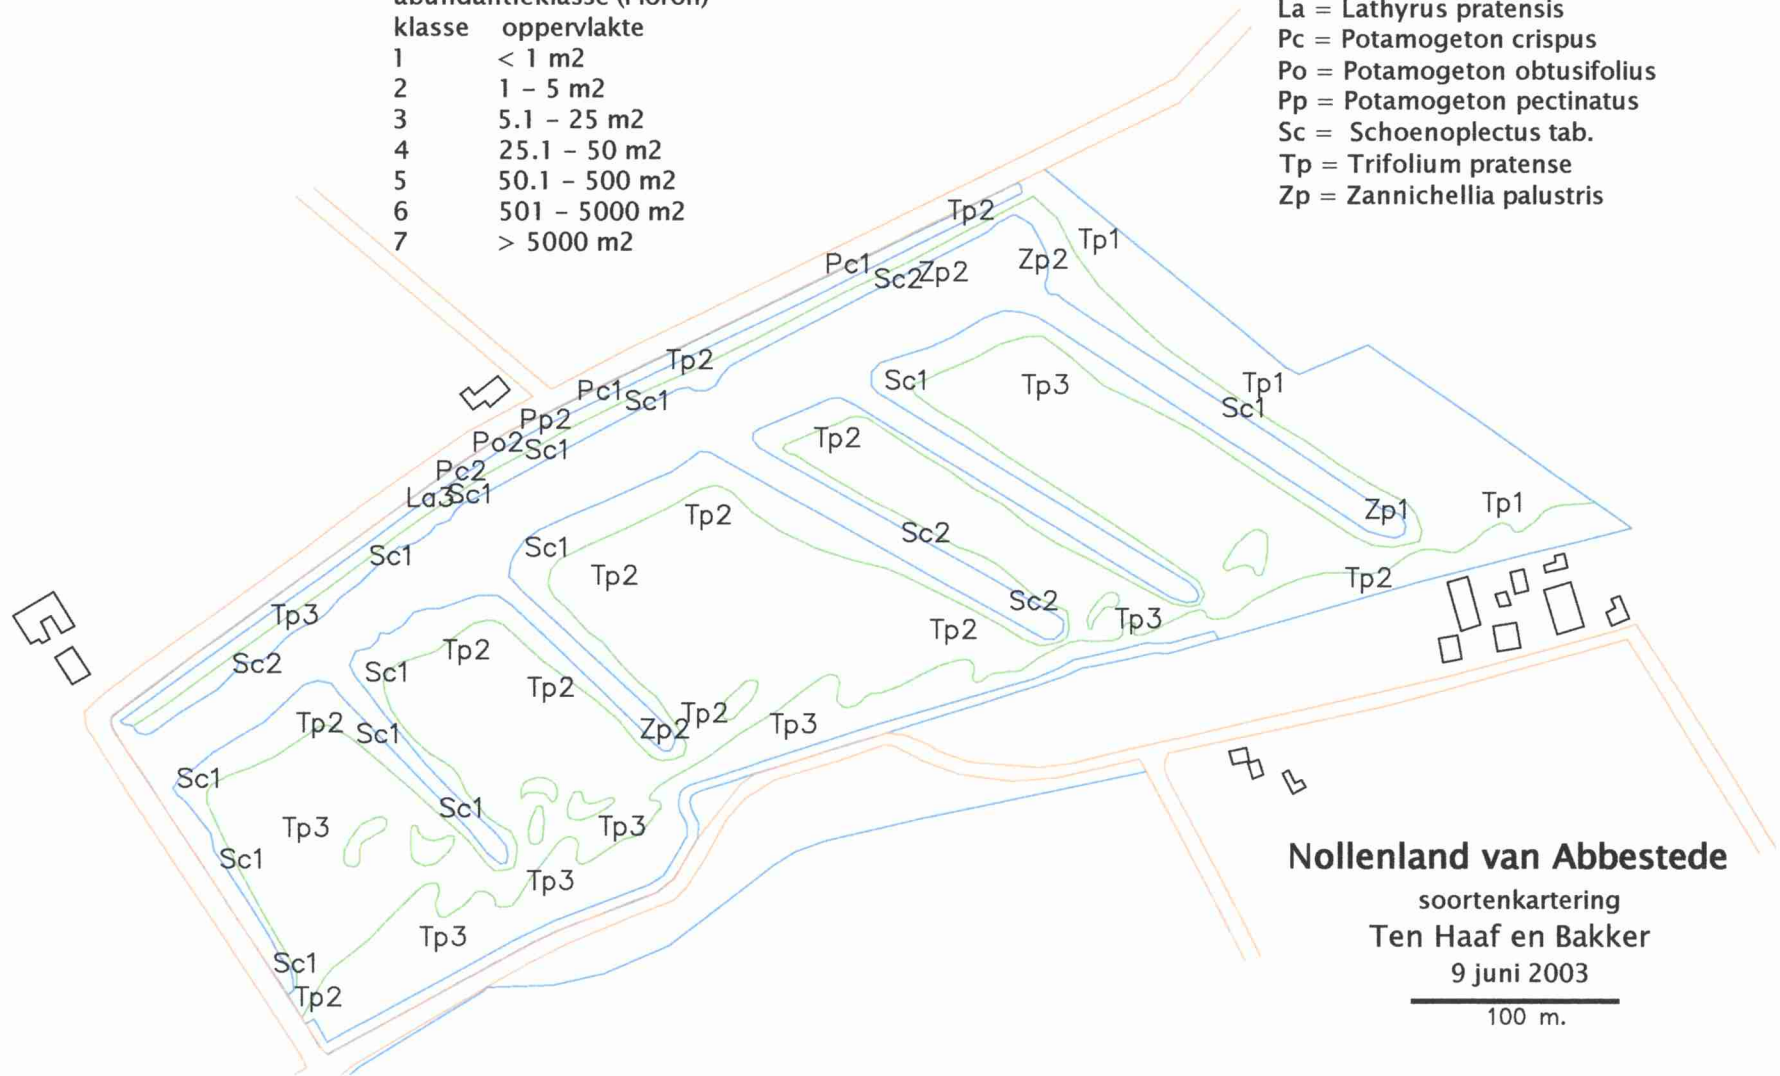 abundantieklasse (Floron)
klasse oppervlakte
1 < 1 m2
2 1 – 5 m2
3 5.1 – 25 m2
4 25.1 – 50 m2
5 50.1 – 500 m2
6 501 – 5000 m2
7 > 5000 m2
La = Lathyrus pratensis
Pc = Potamogeton crispus
Po = Potamogeton obtusifolius
Pp = Potamogeton pectinatus
Sc = Schoenoplectus tab.
Tp = Trifolium pratense
Zp = Zannichellia palustris
Tp2
Tp1
Pc1
Sc2
Zp2
Zp2
Tp2
Pc1
Sc1
Sc1
Tp3
Tp1
Sc1
Pp2
Po2
Sc1
Tp2
Pc2
La3
Sc1
Tp2
Zp1
Tp1
Sc2
Sc1
Sc1
Tp2
Tp2
Sc2
Tp3
Tp3
Tp2
Sc2
Sc1
Tp2
Tp2
Tp2
Sc1
Zp2
Tp2
Tp3
Sc1
Tp2
Sc1
Tp3
Tp3
Sc1
Tp3
Tp3
Sc1
Tp2
Nollenland van Abbestede
soortenkartering
Ten Haaf en Bakker
9 juni 2003
100 m.